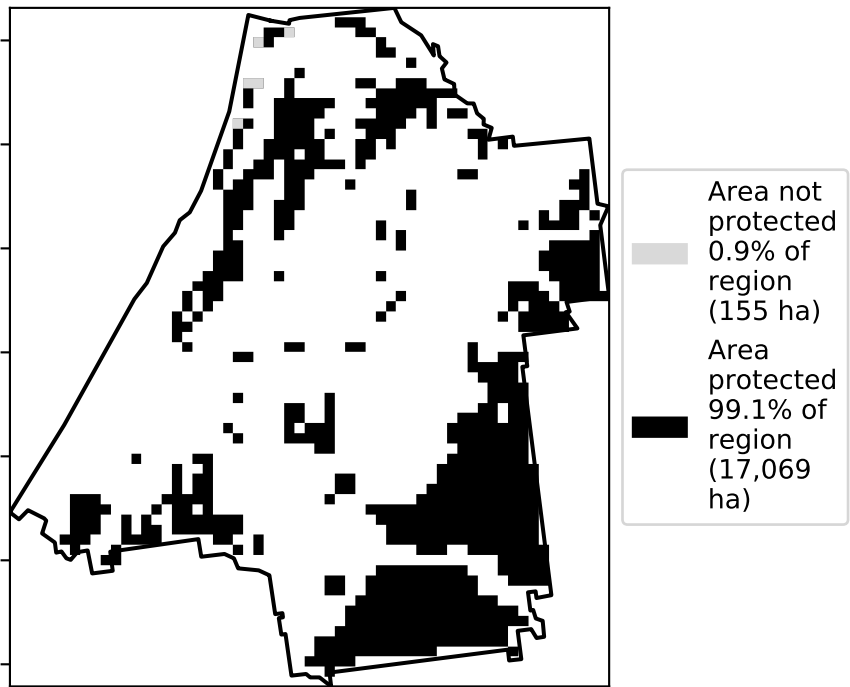 Area not
protected
0.9% of
region
(155 ha)
Area
protected
99.1% of
region
(17,069
ha)